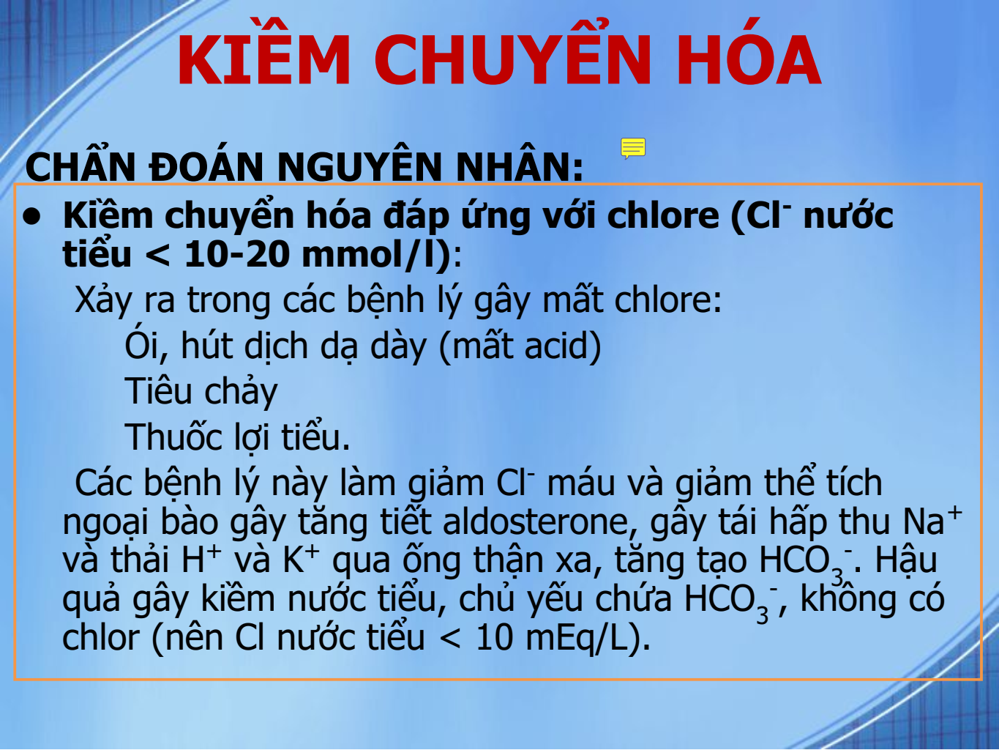 KIỀM CHUYỂN HÓA
CHẨN ĐOÁN NGUYÊN NHÂN:
● Kiềm chuyển hóa đáp ứng với chlore (Cl⁻ nước
tiểu < 10-20 mmol/l):
Xảy ra trong các bệnh lý gây mất chlore:
Ói, hút dịch dạ dày (mất acid)
Tiêu chảy
Thuốc lợi tiểu.
Các bệnh lý này làm giảm Cl⁻ máu và giảm thể tích
ngoại bào gây tăng tiết aldosterone, gây tái hấp thu Na⁺
và thải H⁺ và K⁺ qua ống thận xa, tăng tạo HCO₃⁻. Hậu
quả gây kiềm nước tiểu, chủ yếu chứa HCO₃⁻, không có
chlor (nên Cl nước tiểu < 10 mEq/L).